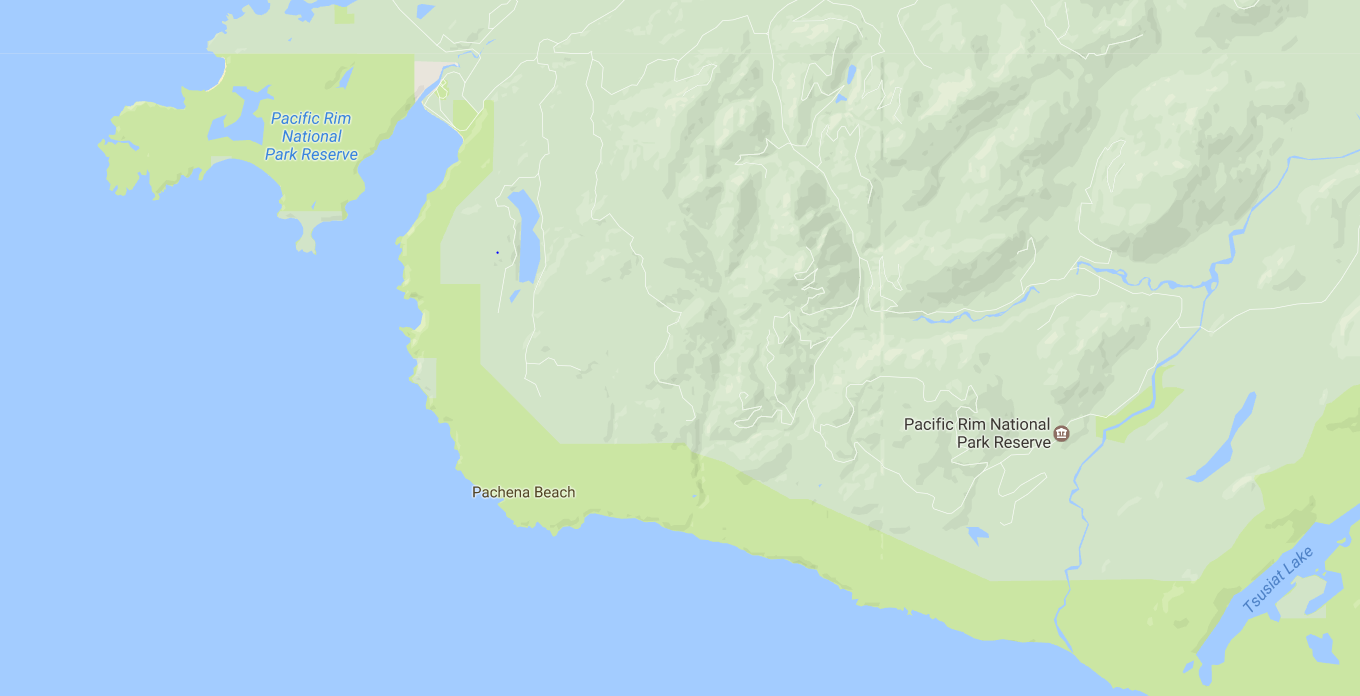 Pacific Rim
National
Park Reserve
Pacific Rim National
Park Reserve
Pachena Beach
Tsusiat Lake